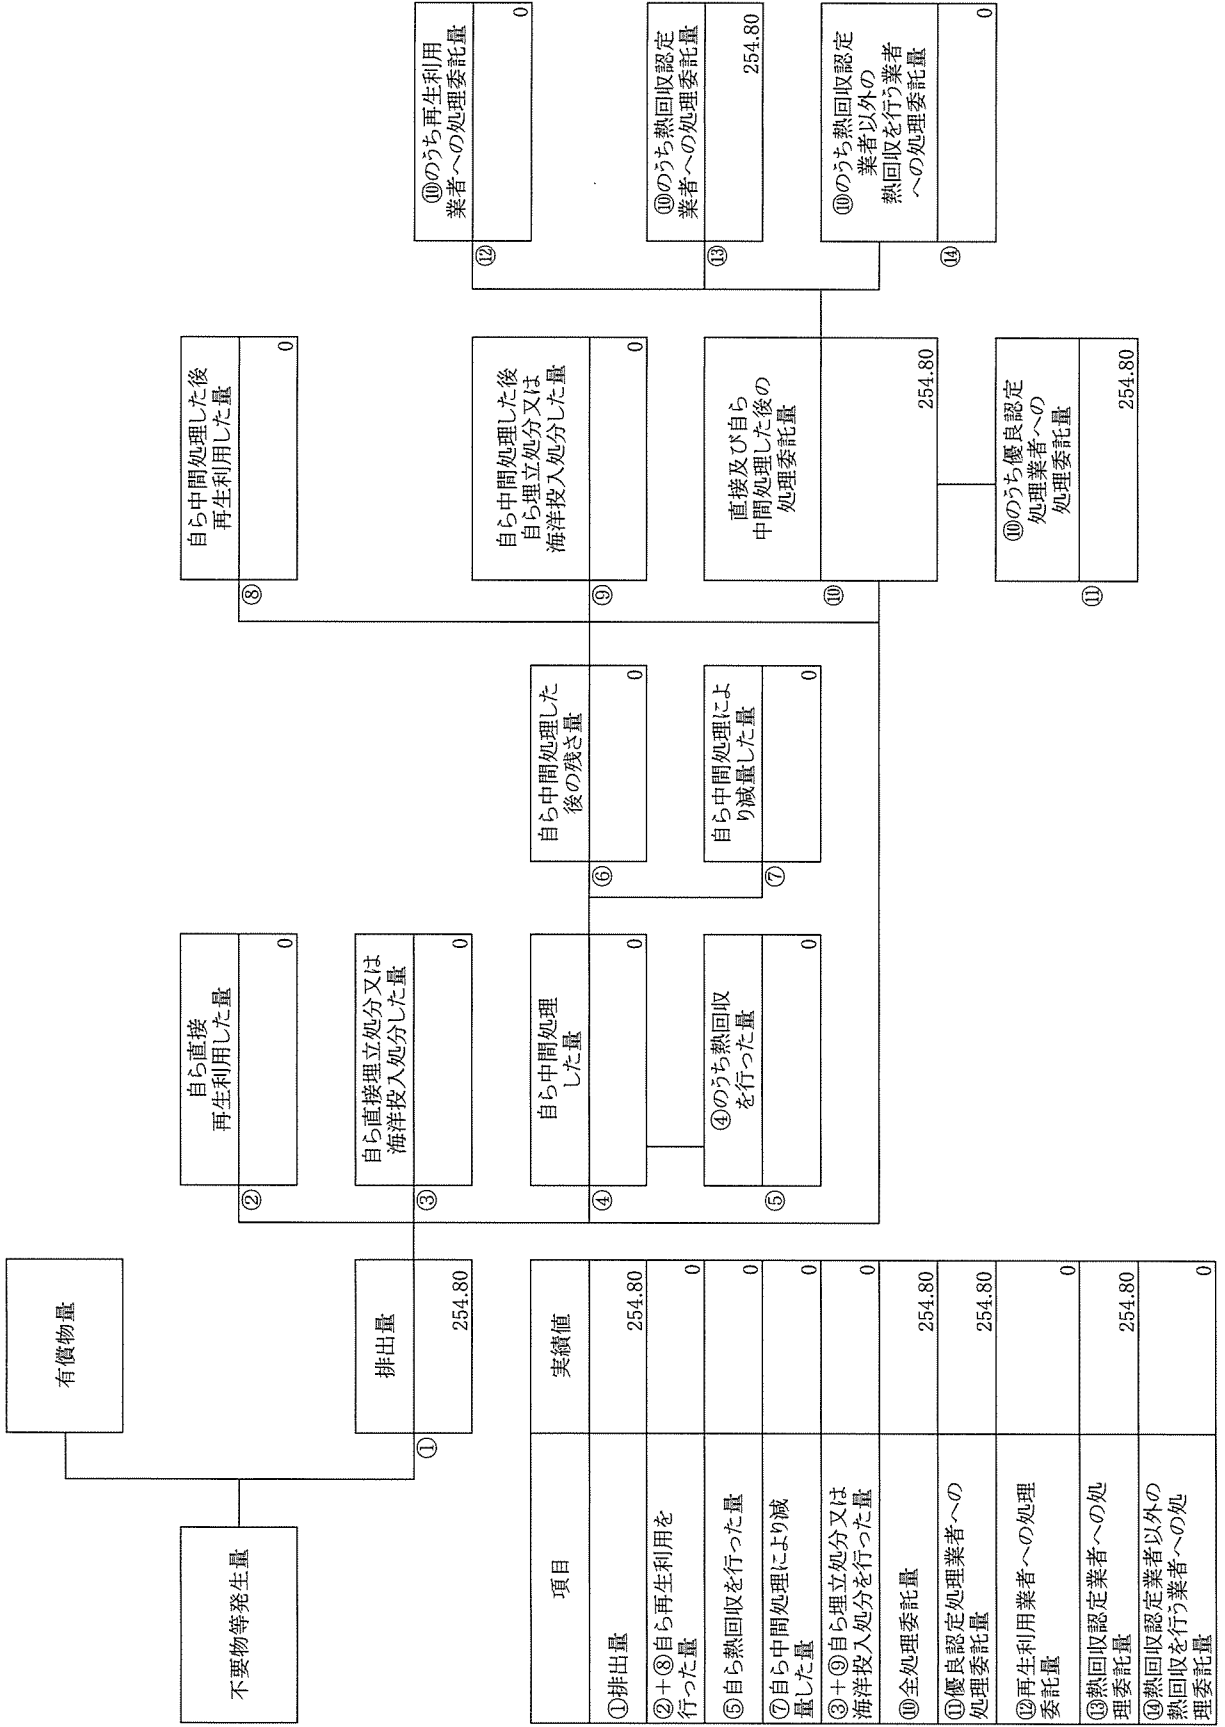 不要物等発生量
有償物量
排出量
①
254.80
自ら直接
再生利用した量
②
0
自ら直接埋立処分又は
海洋投入処分した量
③
0
自ら中間処理
した量
④
0
④のうち熱回収
を行った量
⑤
0
自ら中間処理した
後の残さ量
⑥
0
自ら中間処理によ
り減量した量
⑦
0
自ら中間処理した後
再生利用した量
⑧
0
自ら中間処理した後
自ら埋立処分又は
海洋投入処分した量
⑨
0
直接及び自ら
中間処理した後の
処理委託量
⑩
254.80
⑩のうち優良認定
処理業者への
処理委託量
⑪
254.80
⑩のうち再生利用
業者への処理委託量
⑫
0
⑩のうち熱回収認定
業者への処理委託量
⑬
254.80
⑩のうち熱回収認定
業者以外の
熱回収を行う業者
への処理委託量
⑭
0
項目 実績値
①排出量 254.80
②+⑧自ら再生利用を
行った量 0
⑤自ら熱回収を行った量 0
⑦自ら中間処理により減
量した量 0
③+⑨自ら埋立処分又は
海洋投入処分を行った量 0
⑩全処理委託量 254.80
⑪優良認定処理業者への
処理委託量 254.80
⑫再生利用業者への処理
委託量 0
⑬熱回収認定業者への処
理委託量 254.80
⑭熱回収認定業者以外の
熱回収を行う業者への処
理委託量 0